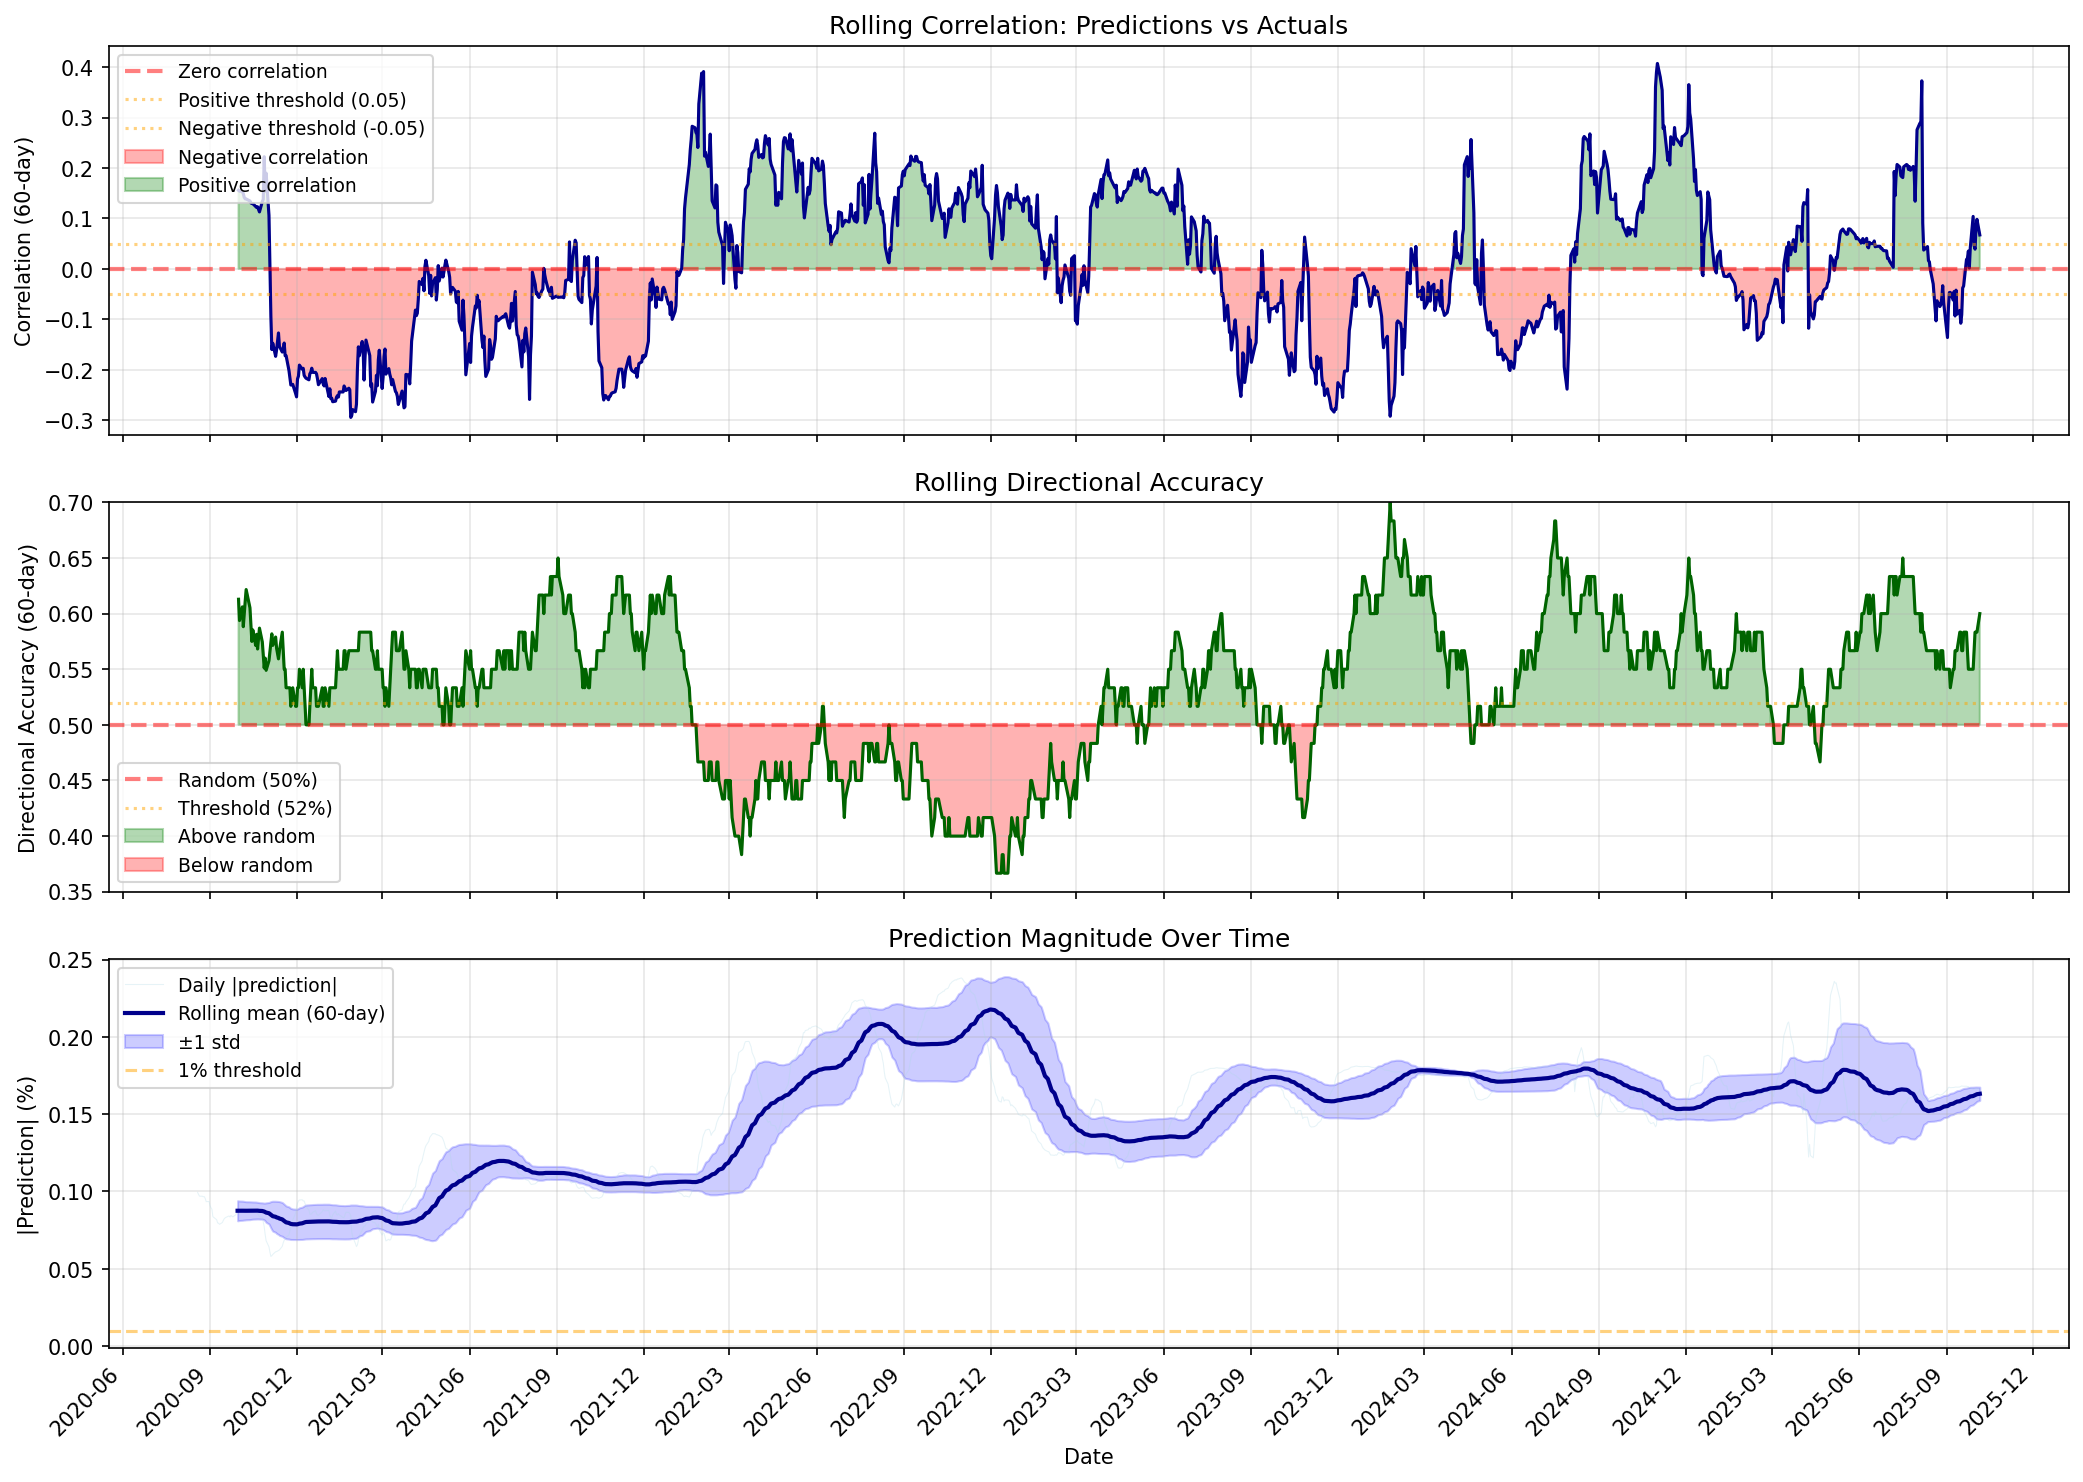 Rolling Correlation: Predictions vs Actuals
Correlation (60-day)
0.4
0.3
0.2
0.1
0.0
−0.1
−0.2
−0.3
Zero correlation
Positive threshold (0.05)
Negative threshold (-0.05)
Negative correlation
Positive correlation
Rolling Directional Accuracy
Directional Accuracy (60-day)
0.70
0.65
0.60
0.55
0.50
0.45
0.40
0.35
Random (50%)
Threshold (52%)
Above random
Below random
Prediction Magnitude Over Time
|Prediction| (%)
0.25
0.20
0.15
0.10
0.05
0.00
Daily |prediction|
Rolling mean (60-day)
±1 std
1% threshold
2020-06
2020-09
2020-12
2021-03
2021-06
2021-09
2021-12
2022-03
2022-06
2022-09
2022-12
2023-03
2023-06
2023-09
2023-12
2024-03
2024-06
2024-09
2024-12
2025-03
2025-06
2025-09
2025-12
Date